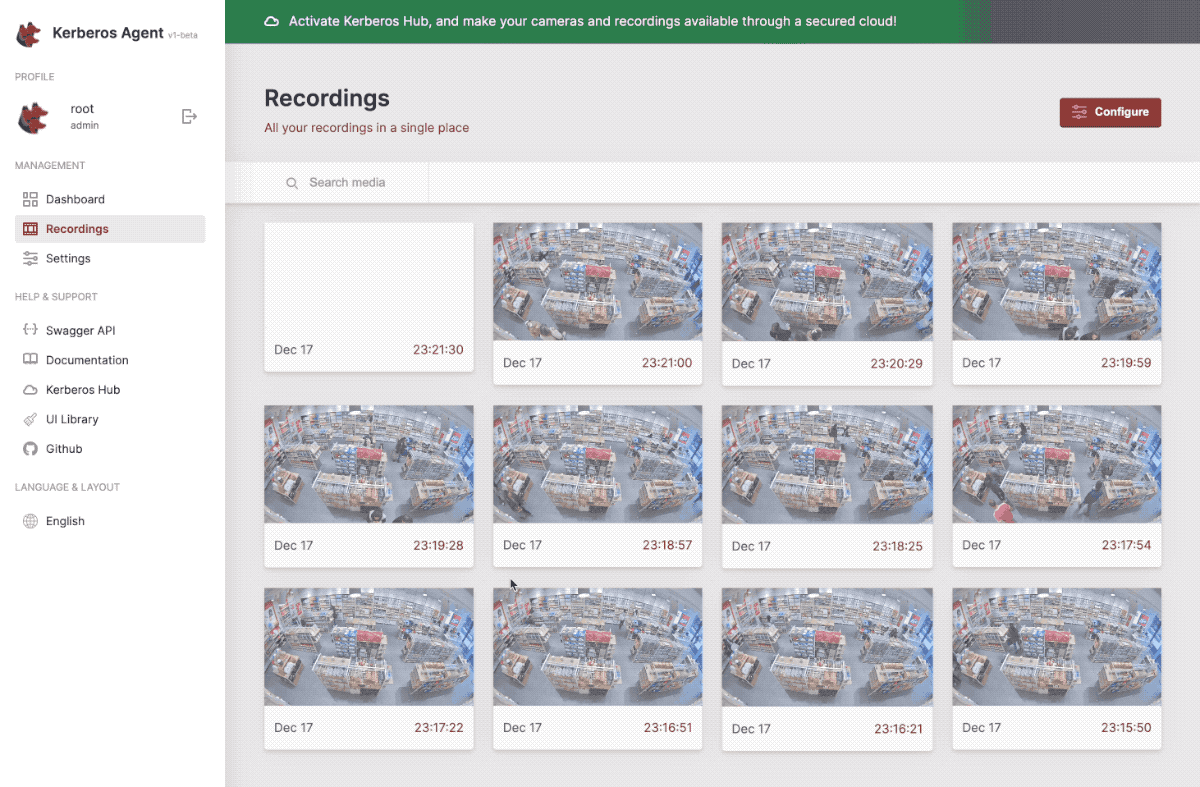 Kerberos Agent v1-beta
PROFILE
root
admin
MANAGEMENT
Dashboard
Recordings
Settings
HELP & SUPPORT
Swagger API
Documentation
Kerberos Hub
UI Library
Github
LANGUAGE & LAYOUT
English
Activate Kerberos Hub, and make your cameras and recordings available through a secured cloud!
Recordings
All your recordings in a single place
Configure
Search media
Dec 17 23:21:30
Dec 17 23:21:00
Dec 17 23:20:29
Dec 17 23:19:59
Dec 17 23:19:28
Dec 17 23:18:57
Dec 17 23:18:25
Dec 17 23:17:54
Dec 17 23:17:22
Dec 17 23:16:51
Dec 17 23:16:21
Dec 17 23:15:50